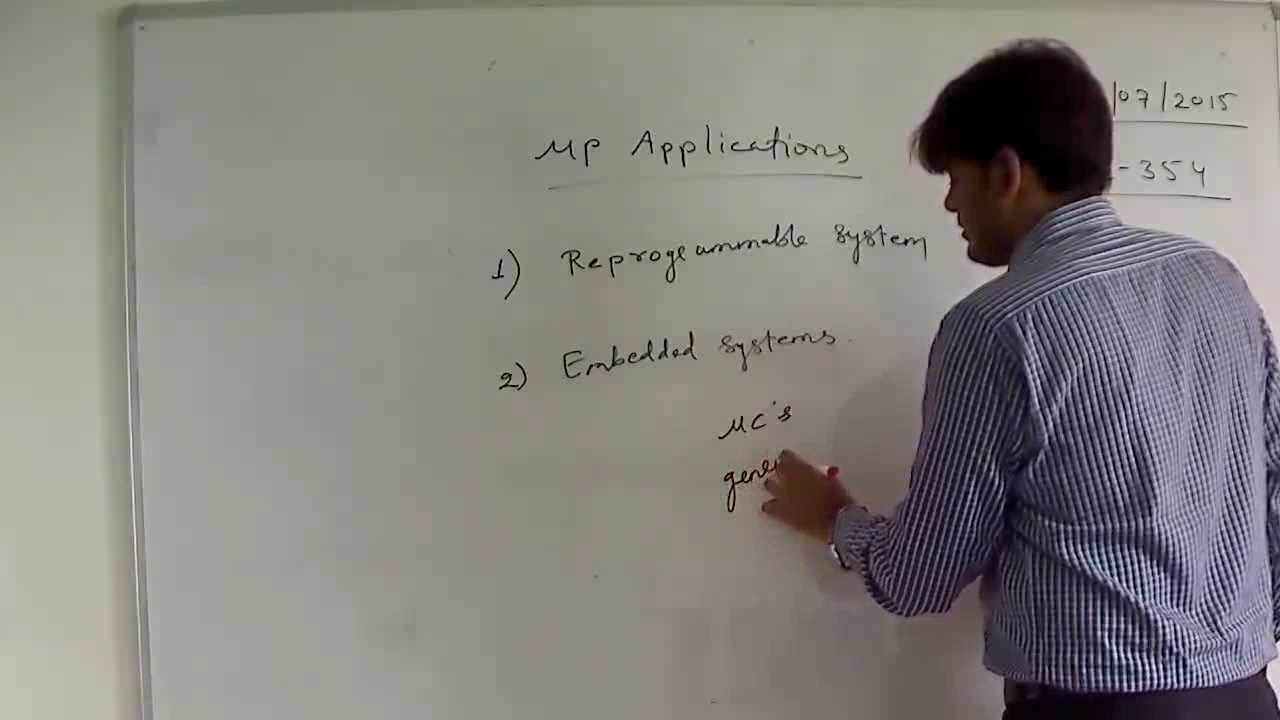 /07/2015
-354
μp Applications
1) Reprogrammable system
2) Embedded systems.
μC's